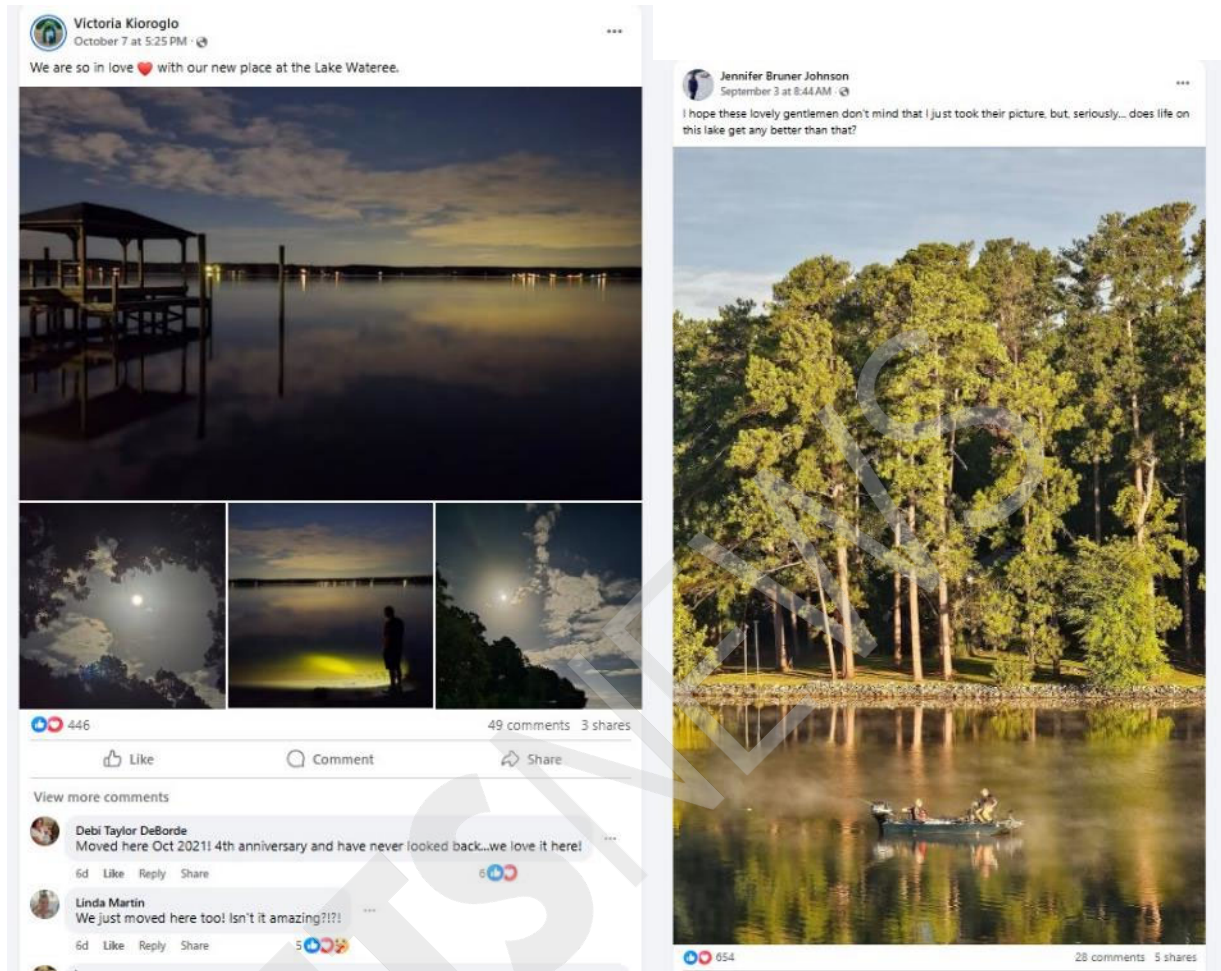 Victoria Kioroglo
October 7 at 5:25 PM ·
We are so in love ❤️ with our new place at the Lake Wateree.
446
49 comments 3 shares
Like Comment Share
View more comments
Debi Taylor DeBorde
Moved here Oct 2021! 4th anniversary and have never looked back...we love it here!
6d Like Reply Share 6
Linda Martin
We just moved here too! Isn't it amazing?!?!
6d Like Reply Share 5
Jennifer Bruner Johnson
September 3 at 8:44 AM ·
I hope these lovely gentlemen don't mind that I just took their picture, but, seriously... does life on
this lake get any better than that?
654
28 comments 5 shares